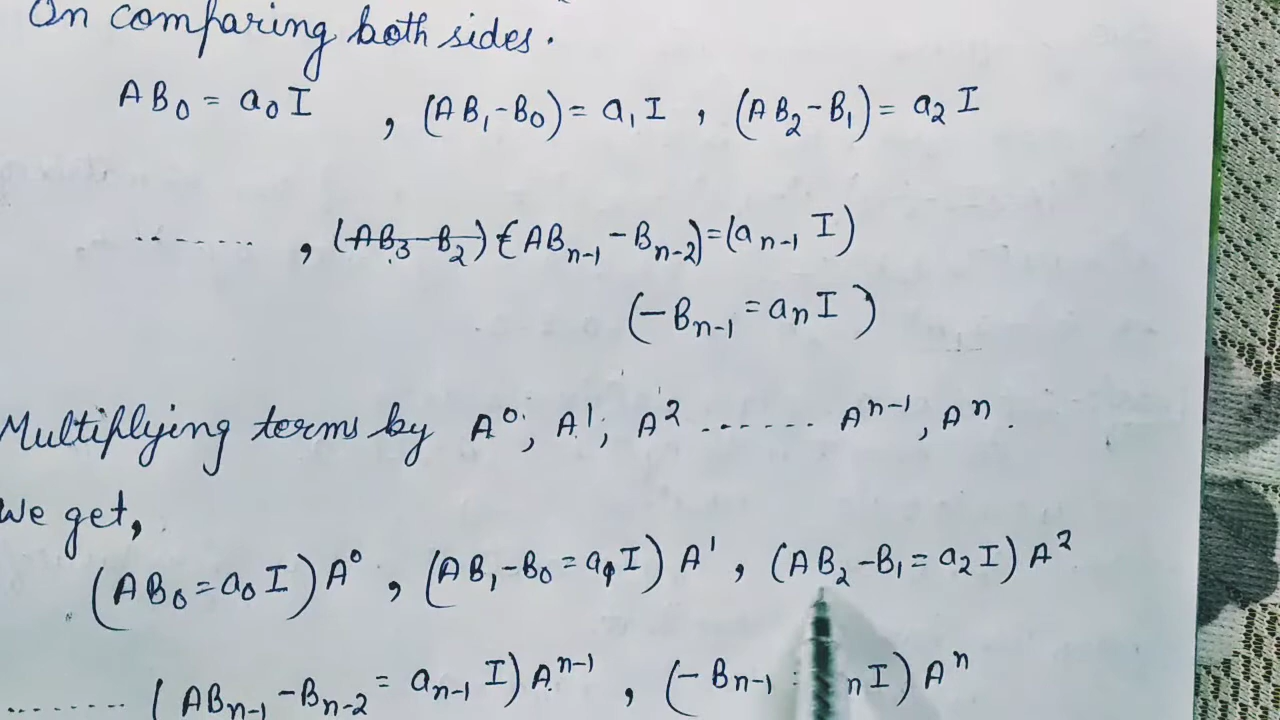 On comparing both sides.
AB₀ = a₀I , (AB₁-B₀) = a₁I , (AB₂-B₁) = a₂I
........ , (AB₃-B₂) (ABₙ₋₁ -Bₙ₋₂)=(aₙ₋₁ I)
(-Bₙ₋₁ = aₙI)
Multiplying terms by A⁰, A¹, A² ...... Aⁿ⁻¹, Aⁿ.
We get,
(AB₀=a₀I)A⁰ , (AB₁-B₀=a₁I) A¹ , (AB₂-B₁=a₂I) A²
........ (ABₙ₋₁ -Bₙ₋₂ = aₙ₋₁ I) Aⁿ⁻¹ , (-Bₙ₋₁ = ₙI) Aⁿ